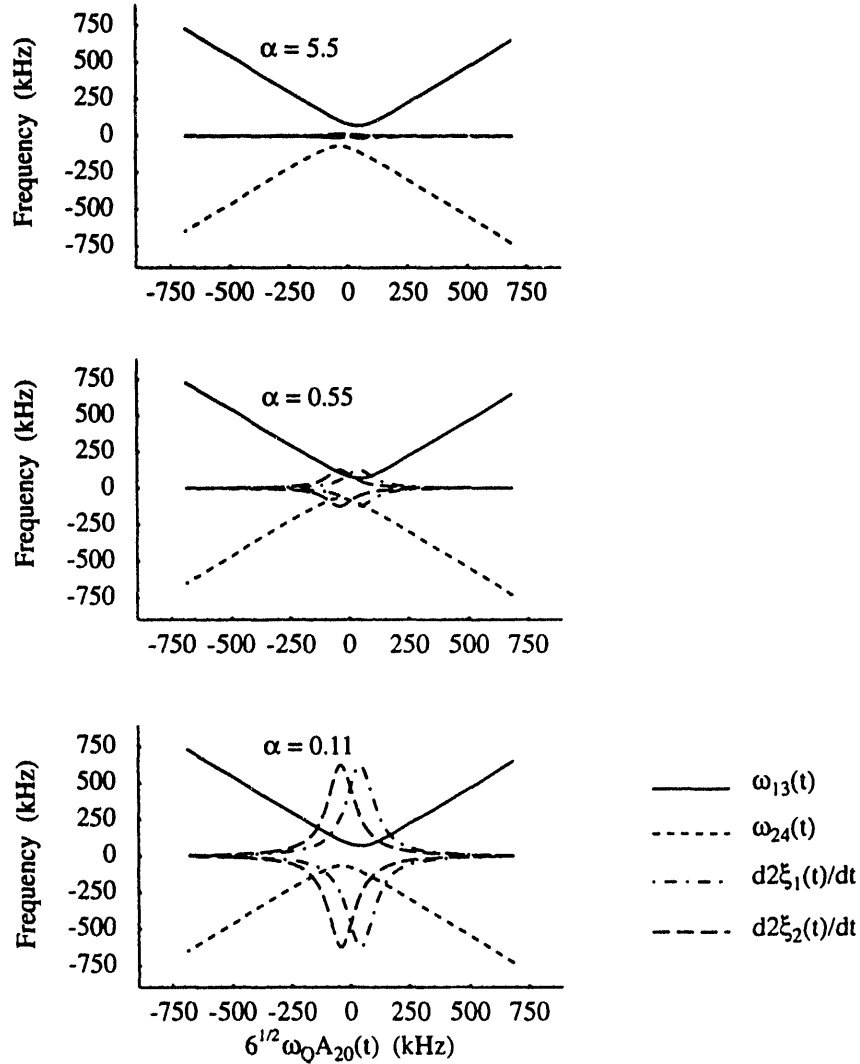 750
500
250
0
-250
-500
-750
Frequency (kHz)
α = 5.5
-750 -500 -250 0 250 500 750
750
500
250
0
-250
-500
-750
Frequency (kHz)
α = 0.55
-750 -500 -250 0 250 500 750
750
500
250
0
-250
-500
-750
Frequency (kHz)
α = 0.11
-750 -500 -250 0 250 500 750
6^{1/2}ω_QA_{20}(t) (kHz)
ω_{13}(t)
ω_{24}(t)
d2ξ_1(t)/dt
d2ξ_2(t)/dt